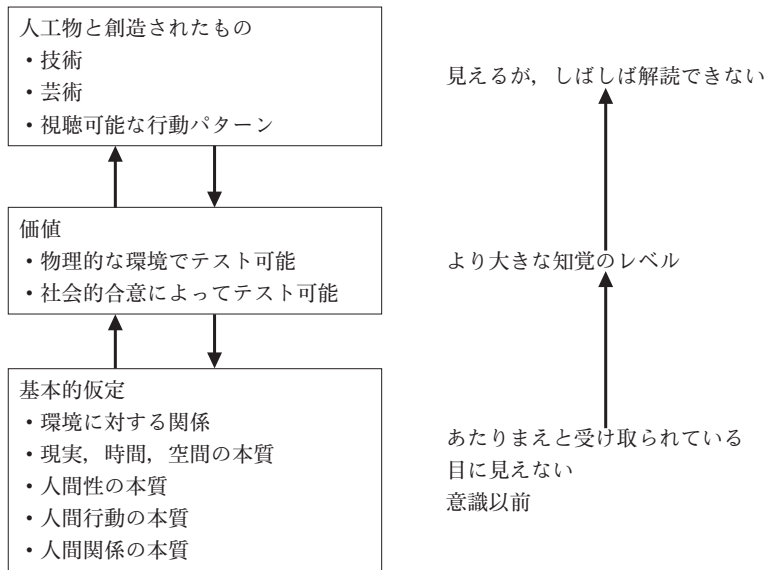 人工物と創造されたもの
・技術
・芸術
・視聴可能な行動パターン
見えるが，しばしば解読できない
価値
・物理的な環境でテスト可能
・社会的合意によってテスト可能
より大きな知覚のレベル
基本的仮定
・環境に対する関係
・現実，時間，空間の本質
・人間性の本質
・人間行動の本質
・人間関係の本質
あたりまえと受け取られている
目に見えない
意識以前